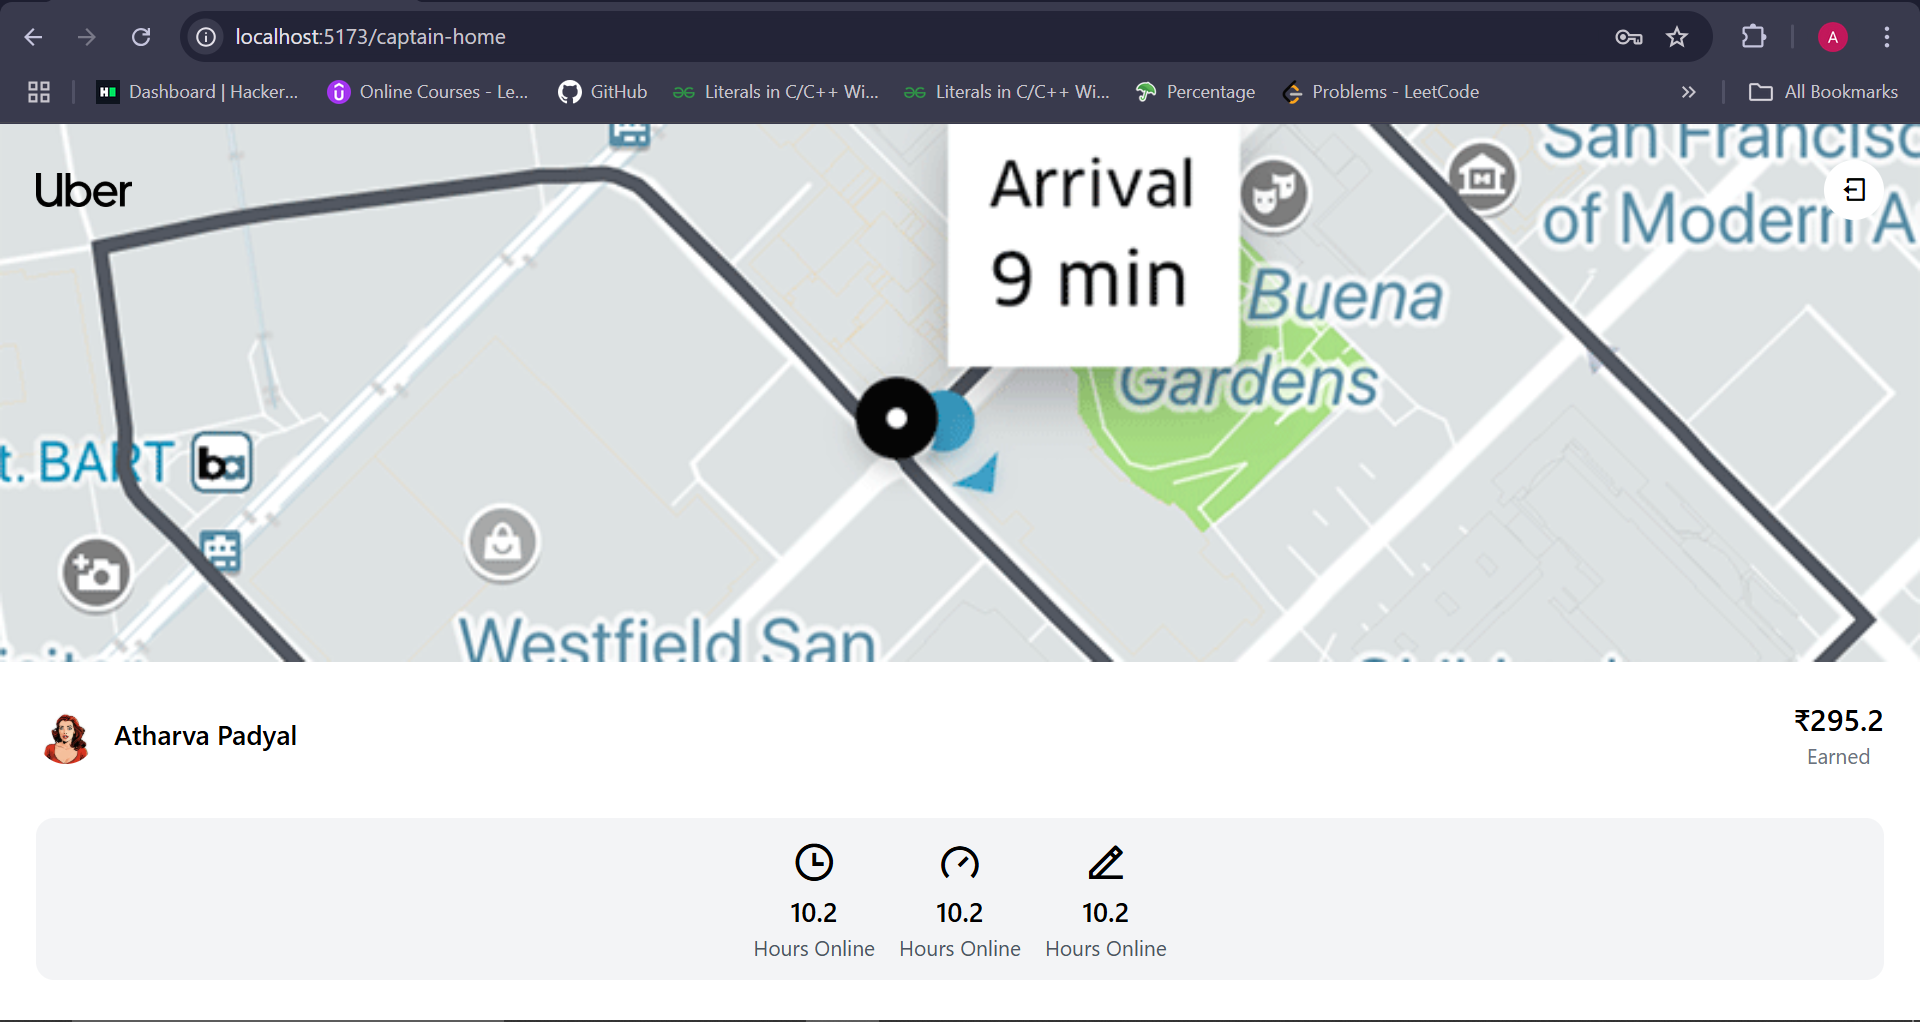 localhost:5173/captain-home
A
Dashboard | Hacker...
Online Courses - Le...
GitHub
Literals in C/C++ Wi...
Literals in C/C++ Wi...
Percentage
Problems - LeetCode
All Bookmarks
Uber
Arrival
9 min
San Francisc
of Modern A
Buena
Gardens
t. BART
ba
Westfield San
Atharva Padyal
₹295.2
Earned
10.2
Hours Online
10.2
Hours Online
10.2
Hours Online